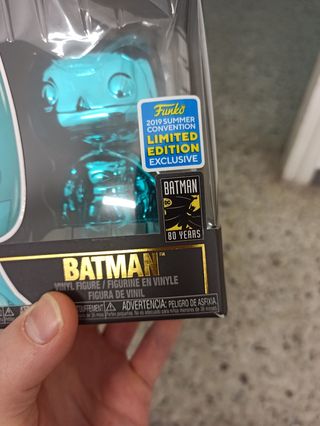 Funko
2019 SUMMER
CONVENTION
LIMITED
EDITION
EXCLUSIVE
BATMAN
80 YEARS
BATMAN™
VINYL FIGURE / FIGURINE EN VINYLE
FIGURA DE VINIL
ADVERTENCIA: PELIGRO DE ASFIXIA.